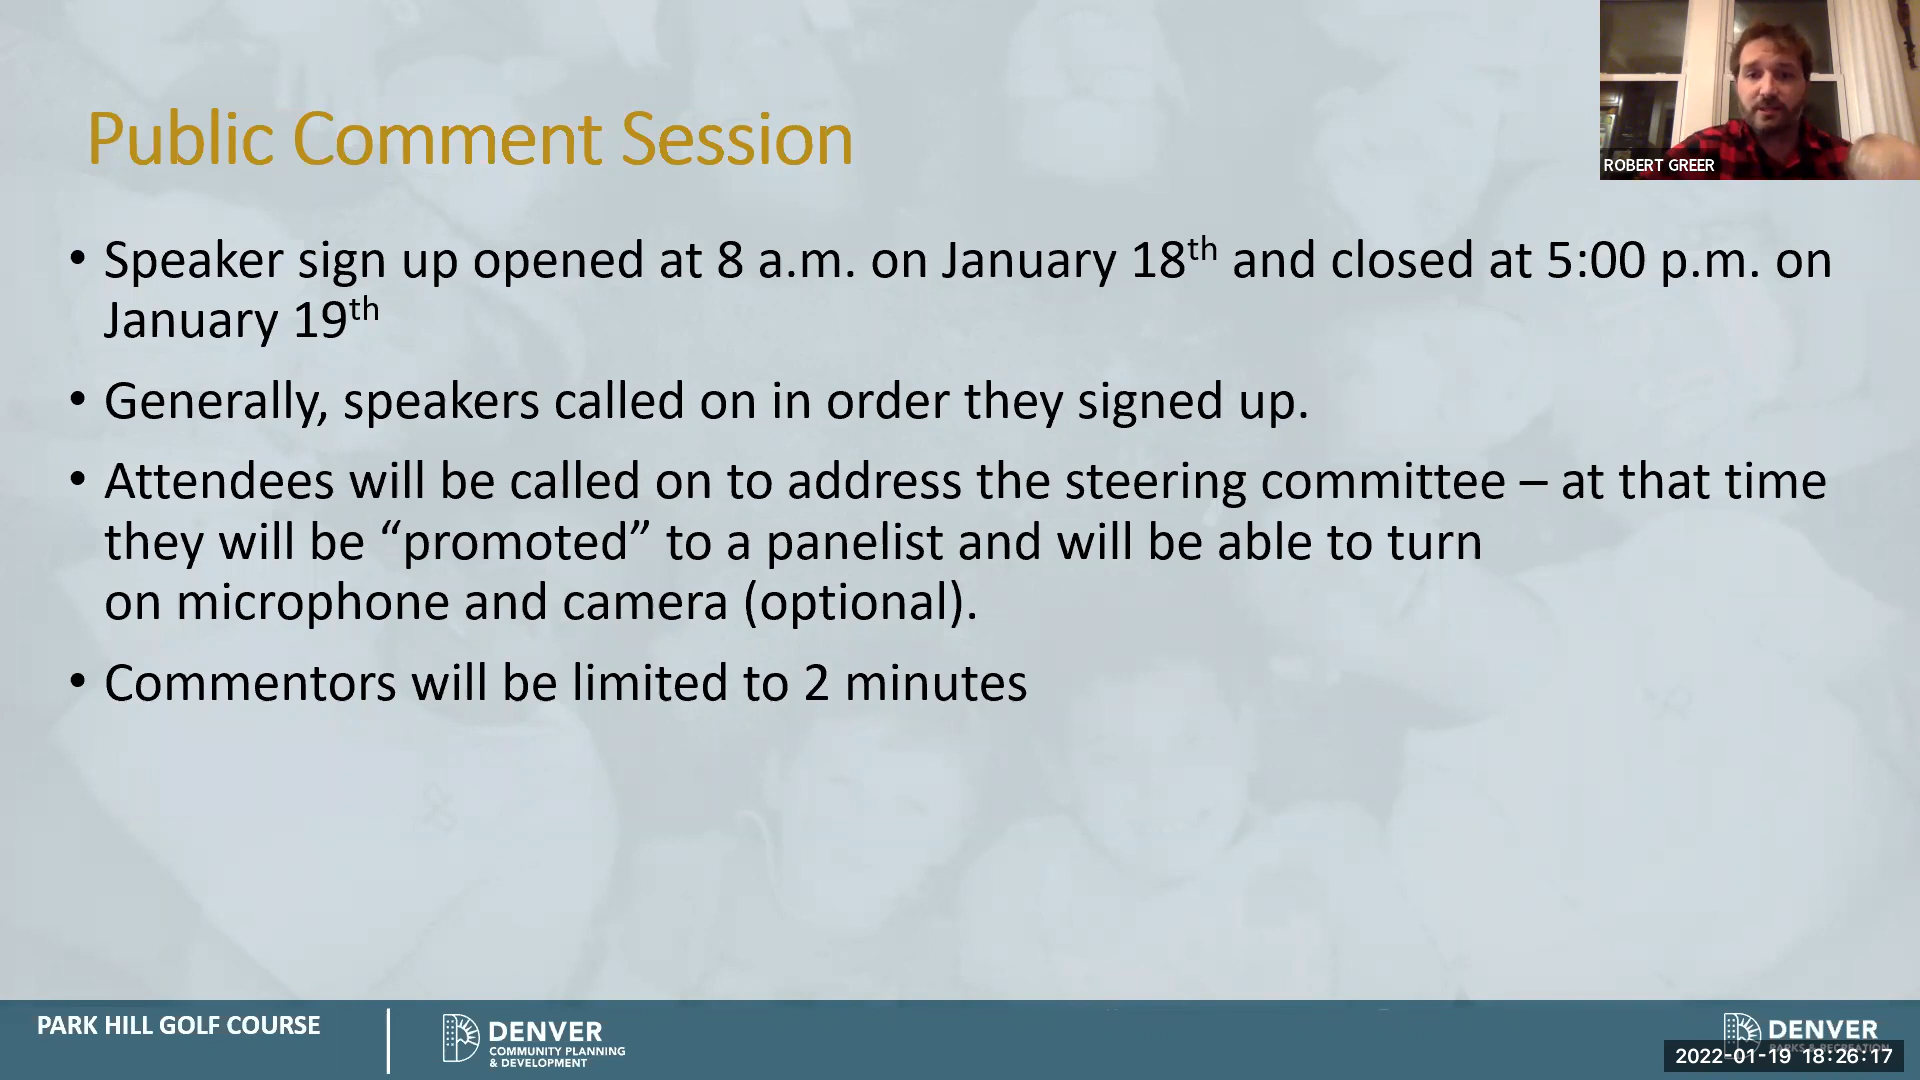 Public Comment Session
ROBERT GREER
• Speaker sign up opened at 8 a.m. on January 18th and closed at 5:00 p.m. on
January 19th
• Generally, speakers called on in order they signed up.
• Attendees will be called on to address the steering committee – at that time
they will be “promoted” to a panelist and will be able to turn
on microphone and camera (optional).
• Commentors will be limited to 2 minutes
PARK HILL GOLF COURSE
DENVER
COMMUNITY PLANNING
& DEVELOPMENT
DENVER
PARKS & RECREATION
2022-01-19 18:26:17